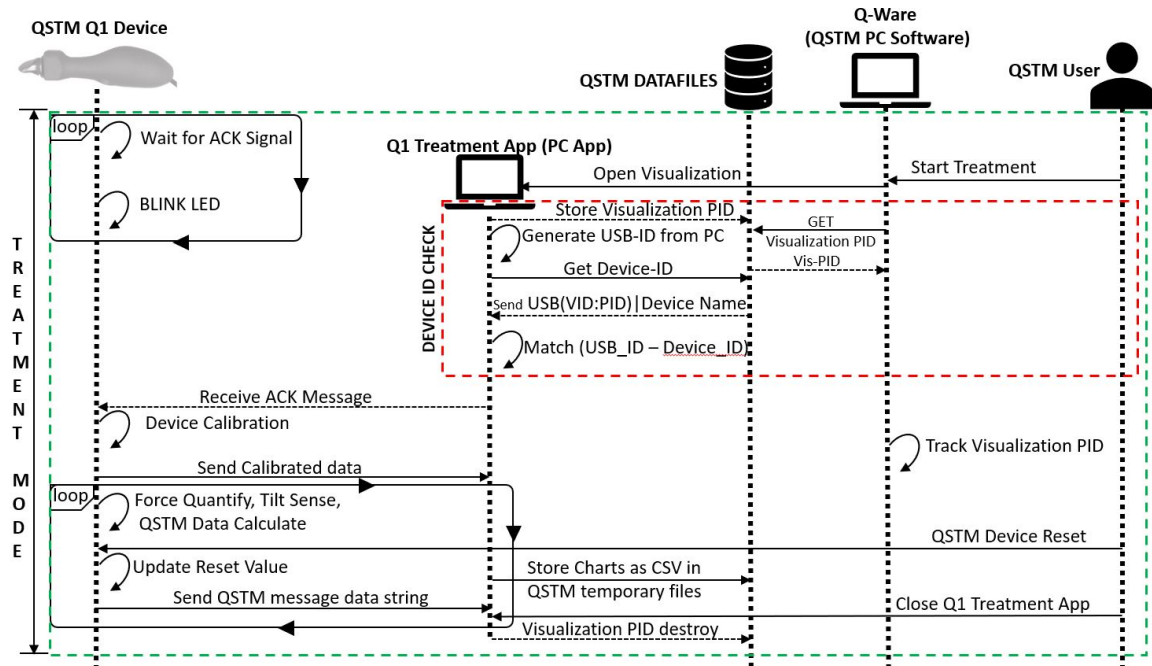 QSTM Q1 Device
Q-Ware
(QSTM PC Software)
QSTM DATAFILES
QSTM User
loop
Wait for ACK Signal
BLINK LED
Q1 Treatment App (PC App)
Open Visualization
Start Treatment
Store Visualization PID
GET
Visualization PID
Generate USB-ID from PC
Vis-PID
Get Device-ID
Send USB(VID:PID)|Device Name
Match (USB_ID – Device_ID)
DEVICE ID CHECK
TREATMENT MODE
Receive ACK Message
Device Calibration
Track Visualization PID
Send Calibrated data
loop
Force Quantify, Tilt Sense,
QSTM Data Calculate
QSTM Device Reset
Update Reset Value
Store Charts as CSV in
QSTM temporary files
Send QSTM message data string
Close Q1 Treatment App
Visualization PID destroy